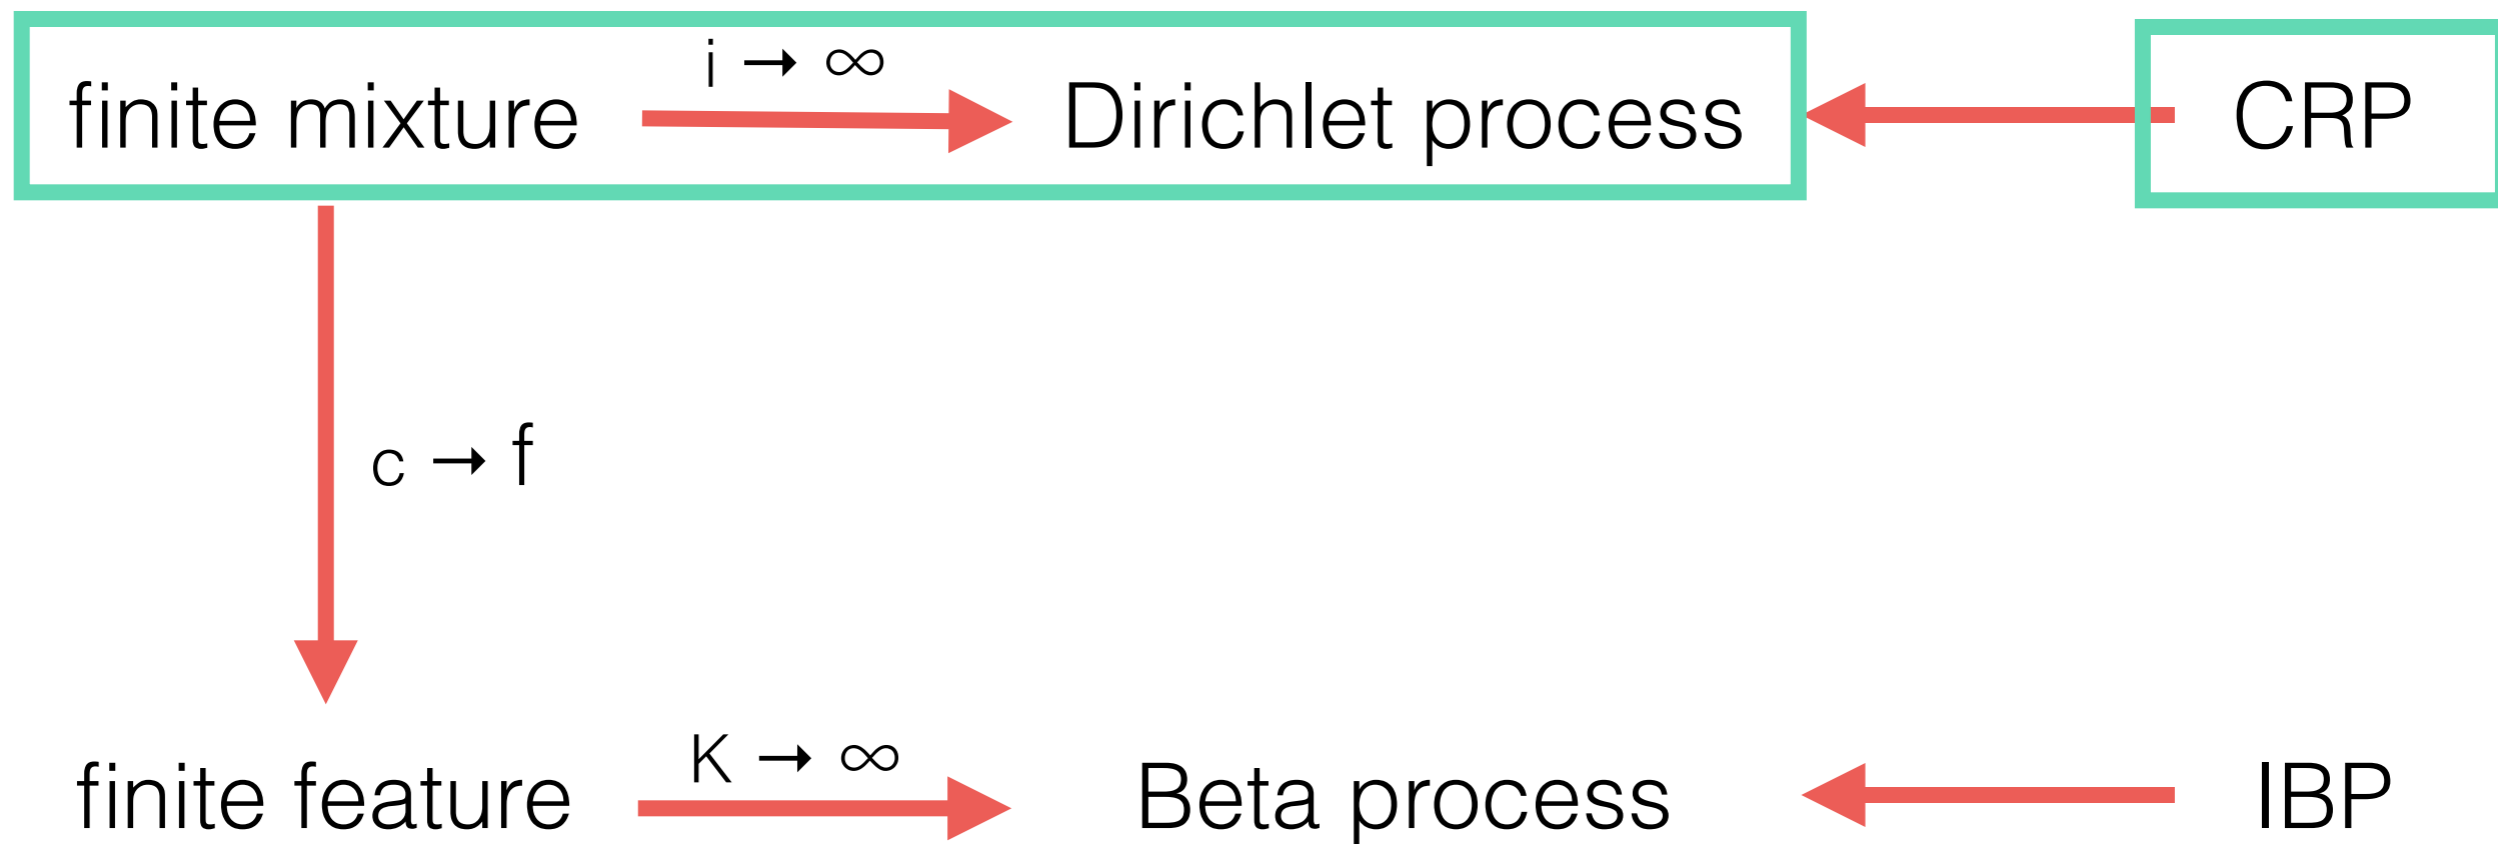 i → ∞
finite mixture Dirichlet process CRP
c → f
K → ∞
finite feature Beta process IBP